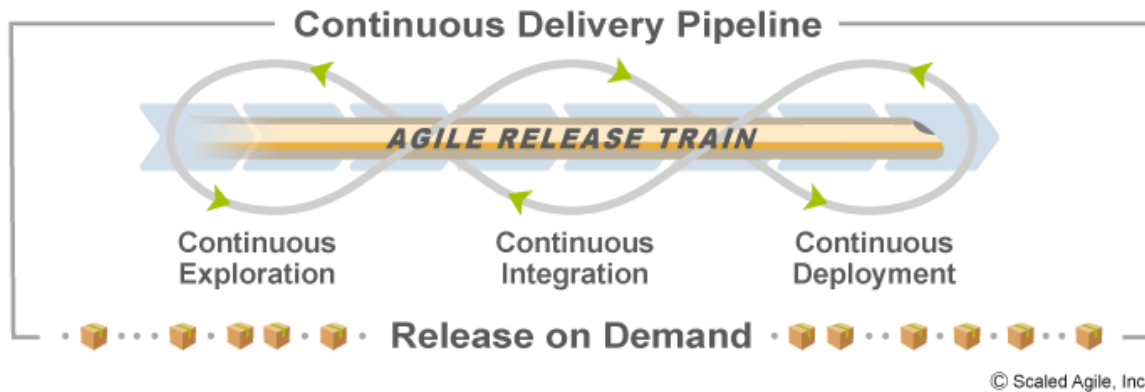 Continuous Delivery Pipeline
AGILE RELEASE TRAIN
Continuous
Exploration
Continuous
Integration
Continuous
Deployment
Release on Demand
© Scaled Agile, Inc